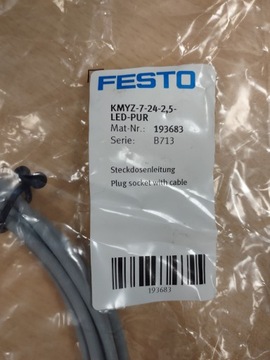 FESTO
KMYZ-7-24-2,5-
LED-PUR
Mat-Nr.: 193683
Serie: B713
Steckdosenleitung
Plug socket with cable
193683